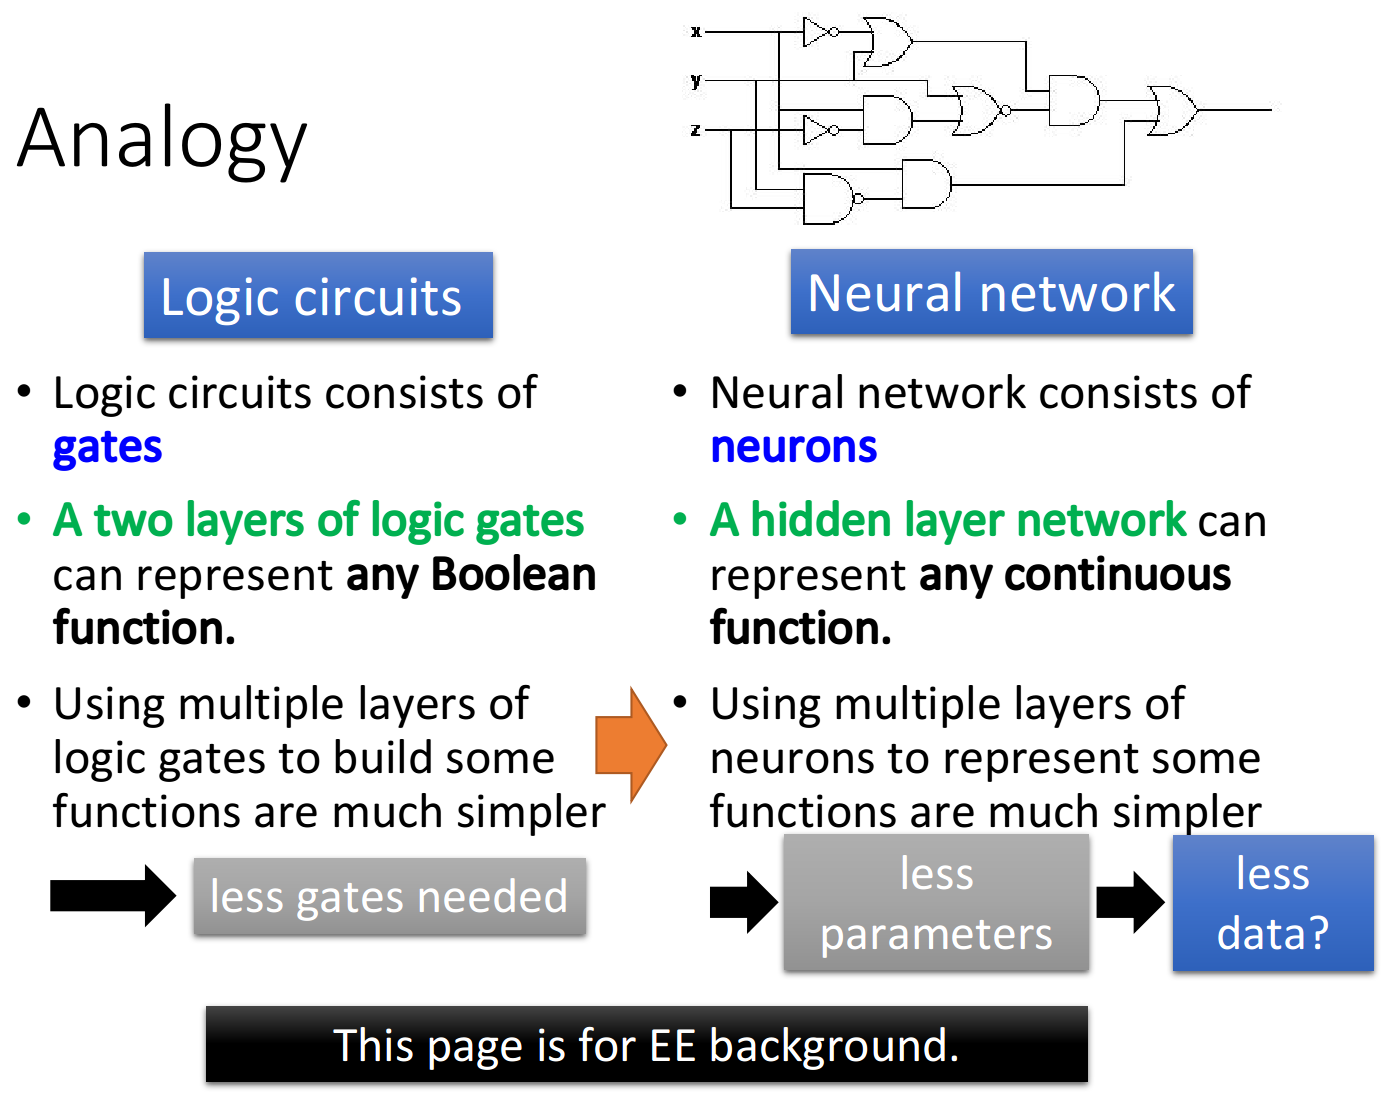 Analogy
x
y
z
Logic circuits
• Logic circuits consists of
gates
• A two layers of logic gates
can represent any Boolean
function.
• Using multiple layers of
logic gates to build some
functions are much simpler
less gates needed
Neural network
• Neural network consists of
neurons
• A hidden layer network can
represent any continuous
function.
• Using multiple layers of
neurons to represent some
functions are much simpler
less
parameters
less
data?
This page is for EE background.